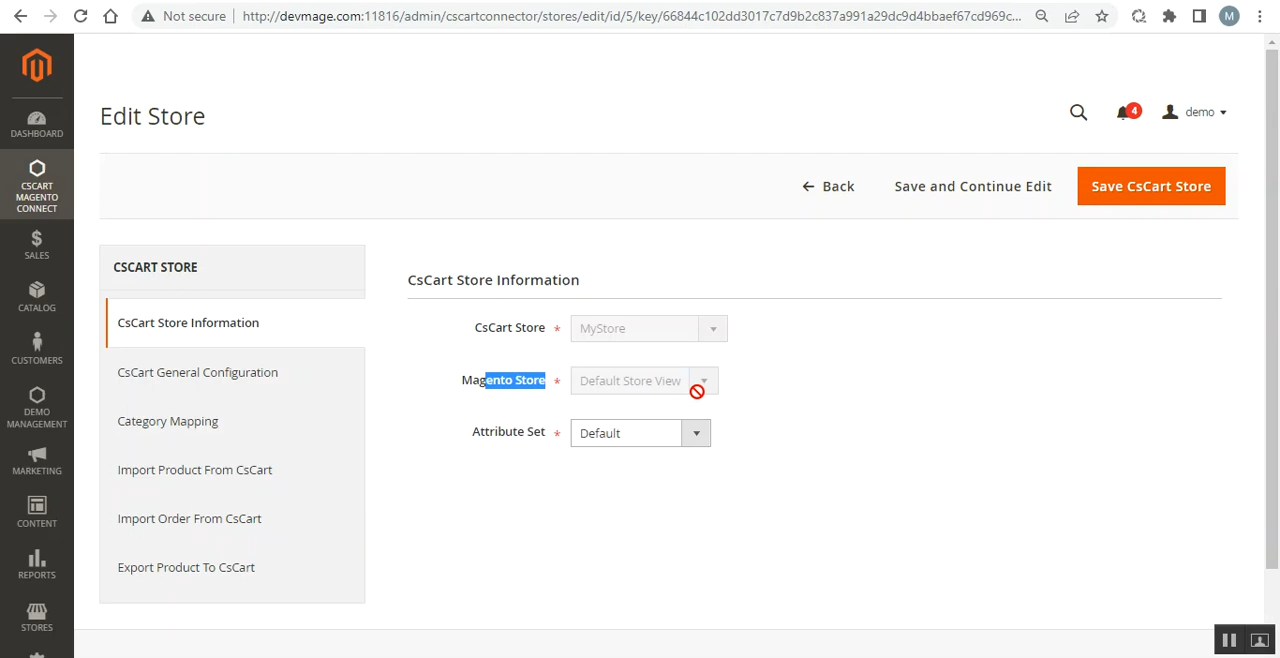 Not secure
http://devmage.com:11816/admin/cscartconnector/stores/edit/id/5/key/66844c102dd3017c7d9b2c837a991a29dc9d4bbaef67cd969c...
M
DASHBOARD
CSCART
MAGENTO
CONNECT
SALES
CATALOG
CUSTOMERS
DEMO
MANAGEMENT
MARKETING
CONTENT
REPORTS
STORES
Edit Store
4
demo
Back
Save and Continue Edit
Save CsCart Store
CSCART STORE
CsCart Store Information
CsCart General Configuration
Category Mapping
Import Product From CsCart
Import Order From CsCart
Export Product To CsCart
CsCart Store Information
CsCart Store * MyStore
Magento Store * Default Store View
Attribute Set * Default